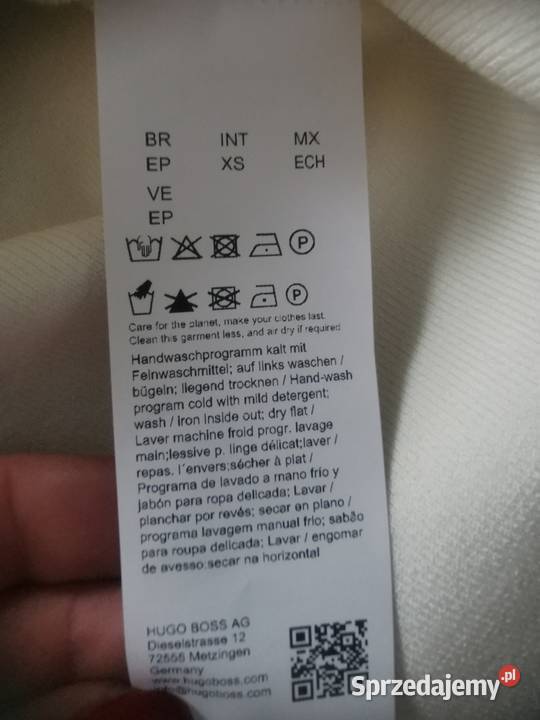 BR INT MX
EP XS ECH
VE
EP
P
P
Care for the planet, make your clothes last.
Clean this garment less, and air dry if required
Handwaschprogramm kalt mit
Feinwaschmittel; auf links waschen /
bügeln; liegend trocknen / Hand-wash
program cold with mild detergent;
wash / iron inside out; dry flat /
Laver machine froid progr. lavage
main;lessive p. linge délicat;laver /
repas. l´envers;sécher à plat /
Programa de lavado a mano frío y
jabón para ropa delicada; Lavar /
planchar por revés; secar en plano /
programa lavagem manual frio; sabão
para roupa delicada; Lavar / engomar
de avesso;secar na horizontal
HUGO BOSS AG
Dieselstrasse 12
72555 Metzingen
Germany
www.hugoboss.com
info@hugoboss.com
Sprzedajemy.pl